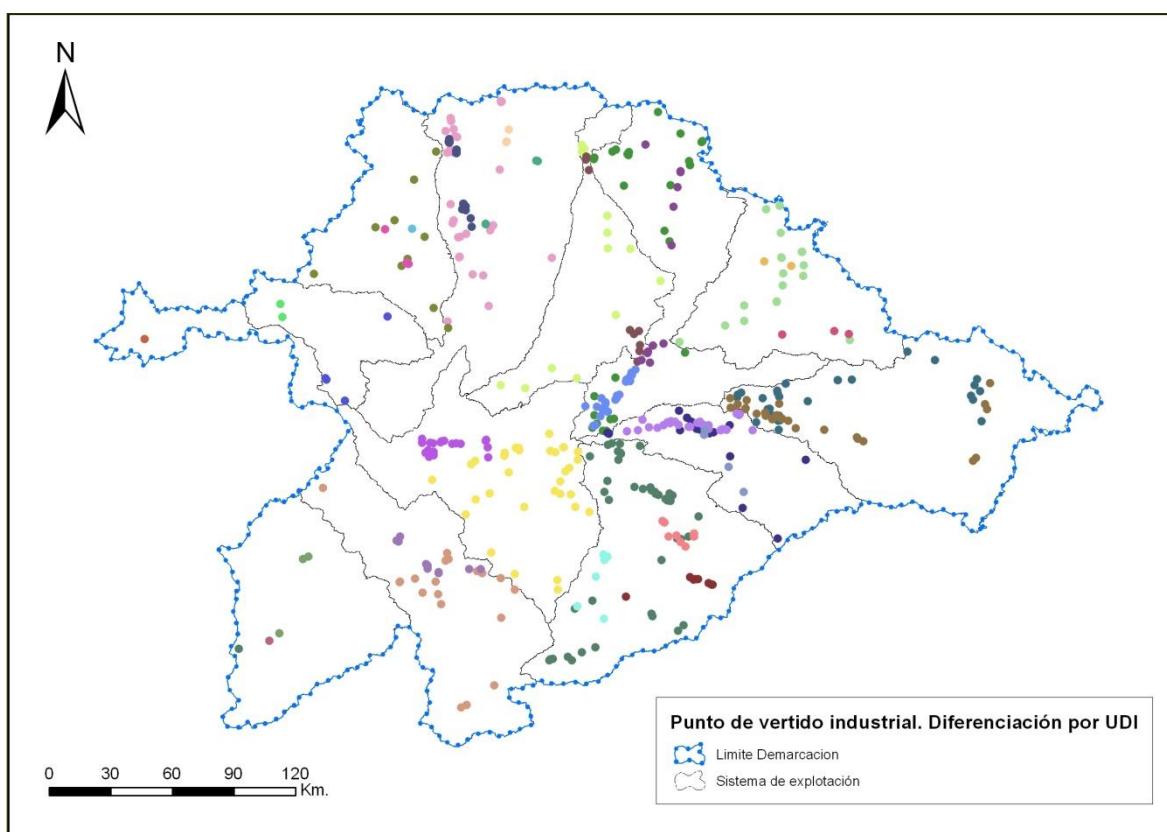 N
Punto de vertido industrial. Diferenciación por UDI
Limite Demarcacion
Sistema de explotación
0 30 60 90 120
Km.